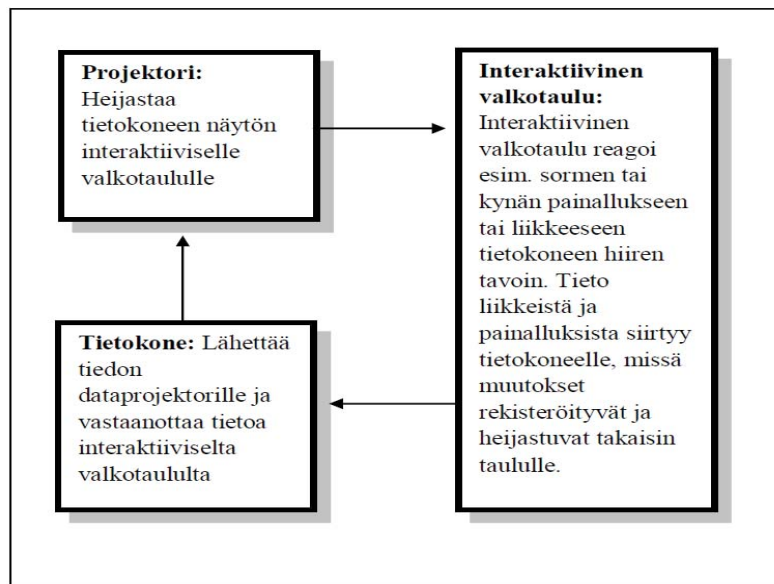 Projektori:
Heijastaa
tietokoneen näytön
interaktiiviselle
valkotaululle
Interaktiivinen
valkotaulu:
Interaktiivinen
valkotaulu reagoi
esim. sormen tai
kynän painallukseen
tai liikkeeseen
tietokoneen hiiren
tavoin. Tieto
liikkeistä ja
painalluksista siirtyy
tietokoneelle, missä
muutokset
rekisteröityvät ja
heijastuvat takaisin
taululle.
Tietokone: Lähettää
tiedon
dataprojektorille ja
vastaanottaa tietoa
interaktiiviselta
valkotaululta